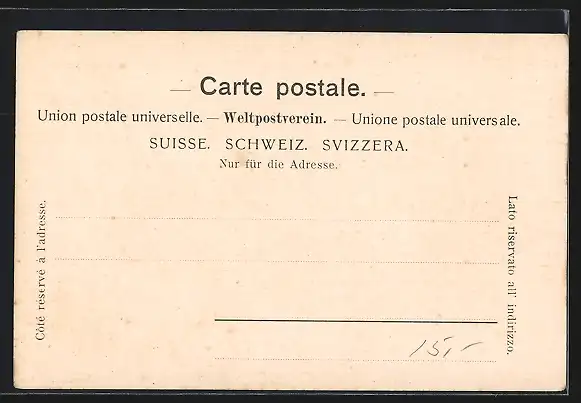 — Carte postale. —
Union postale universelle. — Weltpostverein. — Unione postale universale.
SUISSE. SCHWEIZ. SVIZZERA.
Nur für die Adresse.
Côté réservé à l'adresse.
Lato riservato all' indirizzo.
15,-